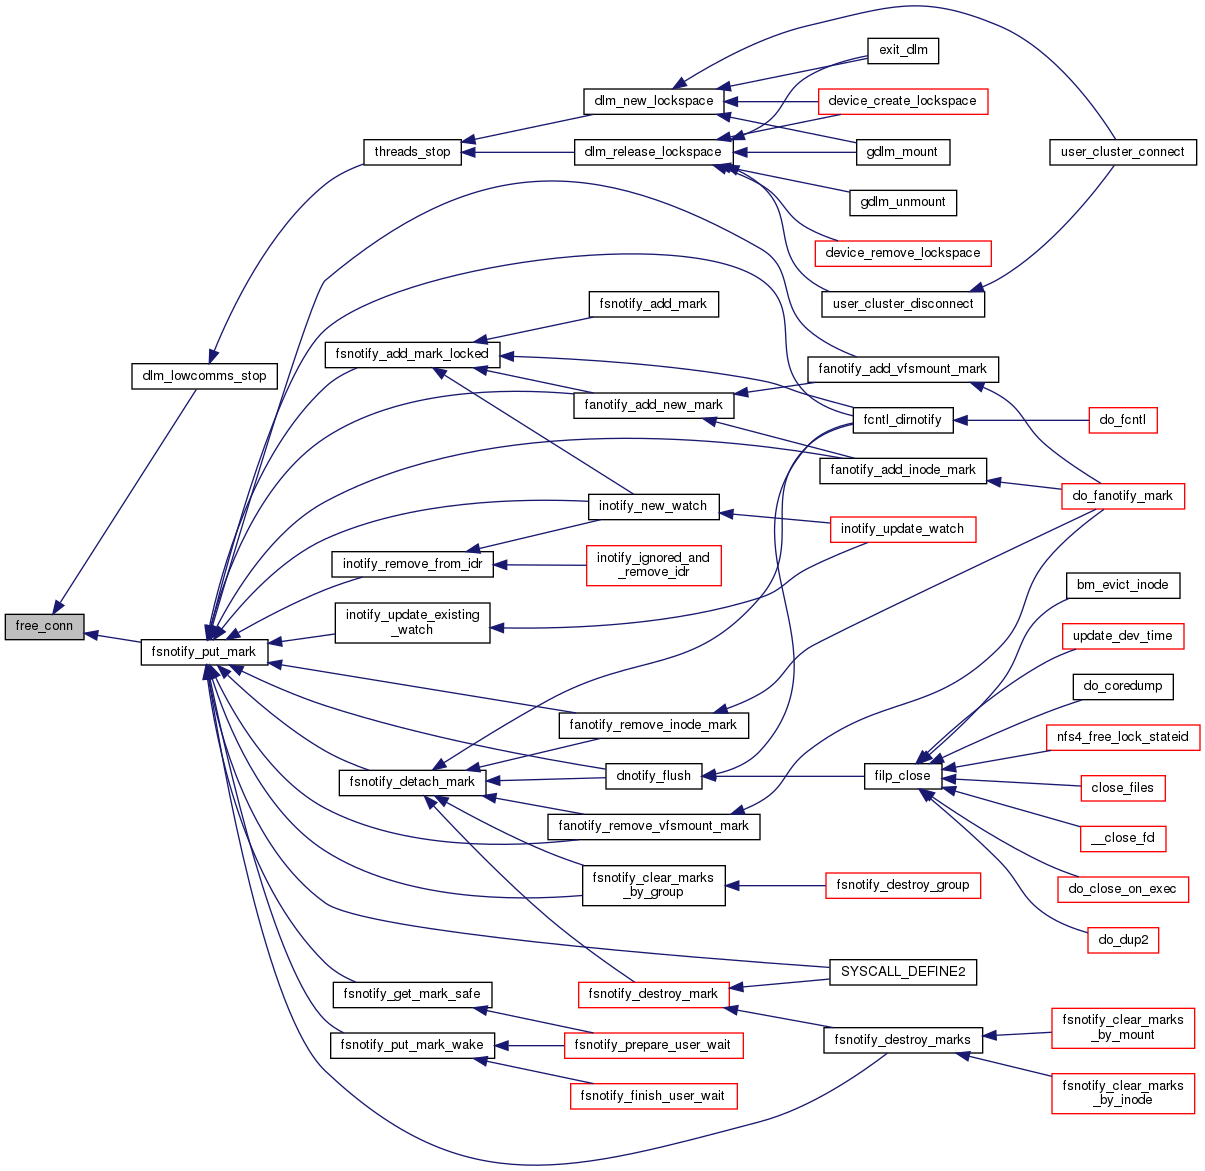 exit_dlm
dlm_new_lockspace
device_create_lockspace
threads_stop
dlm_release_lockspace
gdlm_mount
user_cluster_connect
gdlm_unmount
device_remove_lockspace
fsnotify_add_mark
user_cluster_disconnect
fsnotify_add_mark_locked
fanotify_add_vfsmount_mark
dlm_lowcomms_stop
fanotify_add_new_mark
fcntl_dirnotify
do_fcntl
fanotify_add_inode_mark
do_fanotify_mark
inotify_new_watch
inotify_update_watch
inotify_remove_from_idr
inotify_ignored_and
_remove_idr
bm_evict_inode
free_conn
inotify_update_existing
_watch
update_dev_time
fsnotify_put_mark
do_coredump
fanotify_remove_inode_mark
nfs4_free_lock_stateid
fsnotify_detach_mark
dnotify_flush
filp_close
close_files
fanotify_remove_vfsmount_mark
__close_fd
fsnotify_clear_marks
_by_group
fsnotify_destroy_group
do_close_on_exec
do_dup2
SYSCALL_DEFINE2
fsnotify_get_mark_safe
fsnotify_destroy_mark
fsnotify_put_mark_wake
fsnotify_prepare_user_wait
fsnotify_destroy_marks
fsnotify_clear_marks
_by_mount
fsnotify_finish_user_wait
fsnotify_clear_marks
_by_inode